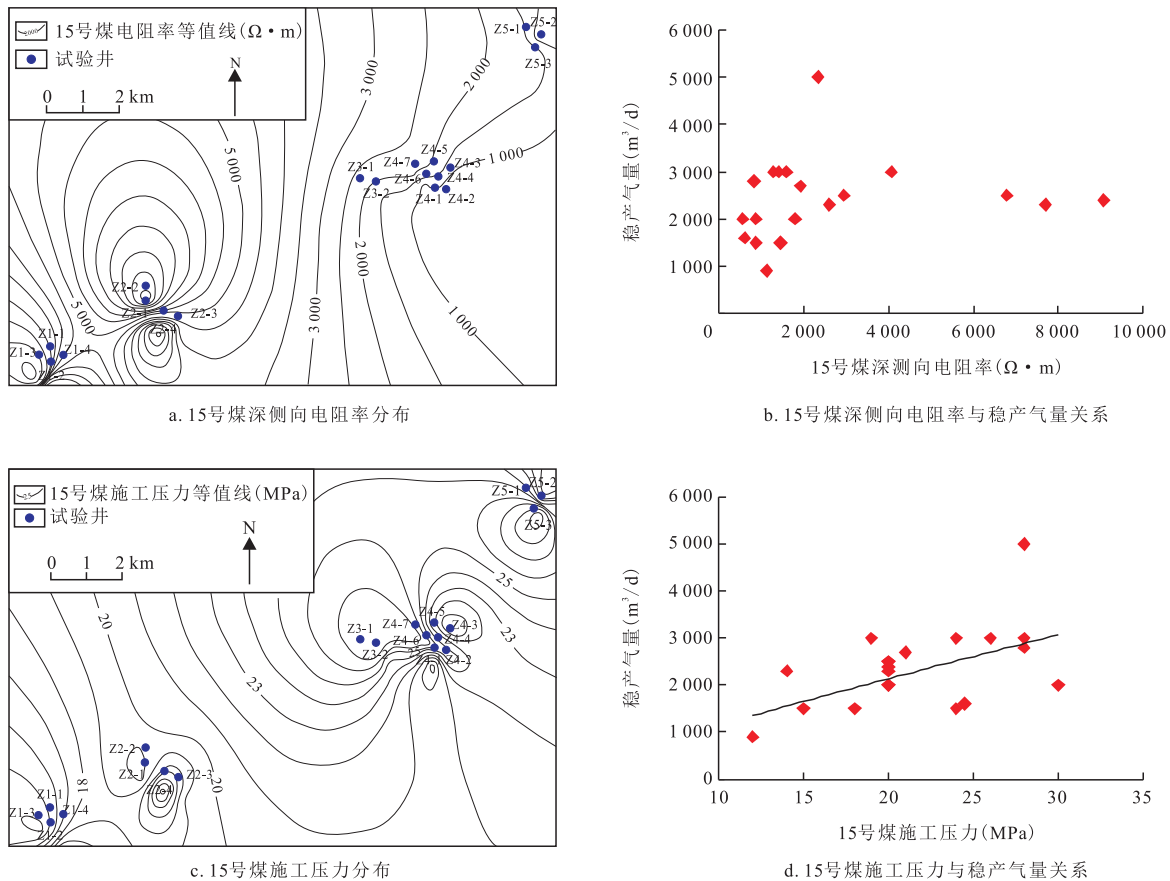 15号煤电阻率等值线(Ω·m)
试验井
0 1 2 km
N
3 000
2 000
1 000
5 000
5 000
3 000
2 000
1 000
Z5-1
Z5-2
Z5-3
Z4-5
Z4-7
Z4-3
Z3-1
Z4-6
Z4-4
Z3-2
Z4-1
Z4-2
Z2-2
Z2-1
Z2-3
Z2-4
Z1-1
Z1-3
Z1-4
Z1-2
a. 15号煤深侧向电阻率分布
稳产气量(m³/d)
6 000
5 000
4 000
3 000
2 000
1 000
0 2 000 4 000 6 000 8 000 10 000
15号煤深测向电阻率(Ω·m)
b. 15号煤深侧向电阻率与稳产气量关系
15号煤施工压力等值线(MPa)
试验井
0 1 2 km
N
20
25
23
23
25
18
20
Z5-1
Z5-2
Z5-3
Z4-5
Z4-7
Z4-3
Z3-1
Z4-6
Z4-4
Z3-2
Z4-1
Z4-2
Z2-2
Z2-1
Z2-3
Z2-4
Z1-1
Z1-3
Z1-4
Z1-2
c. 15号煤施工压力分布
稳产气量(m³/d)
6 000
5 000
4 000
3 000
2 000
1 000
0
10 15 20 25 30 35
15号煤施工压力(MPa)
d. 15号煤施工压力与稳产气量关系